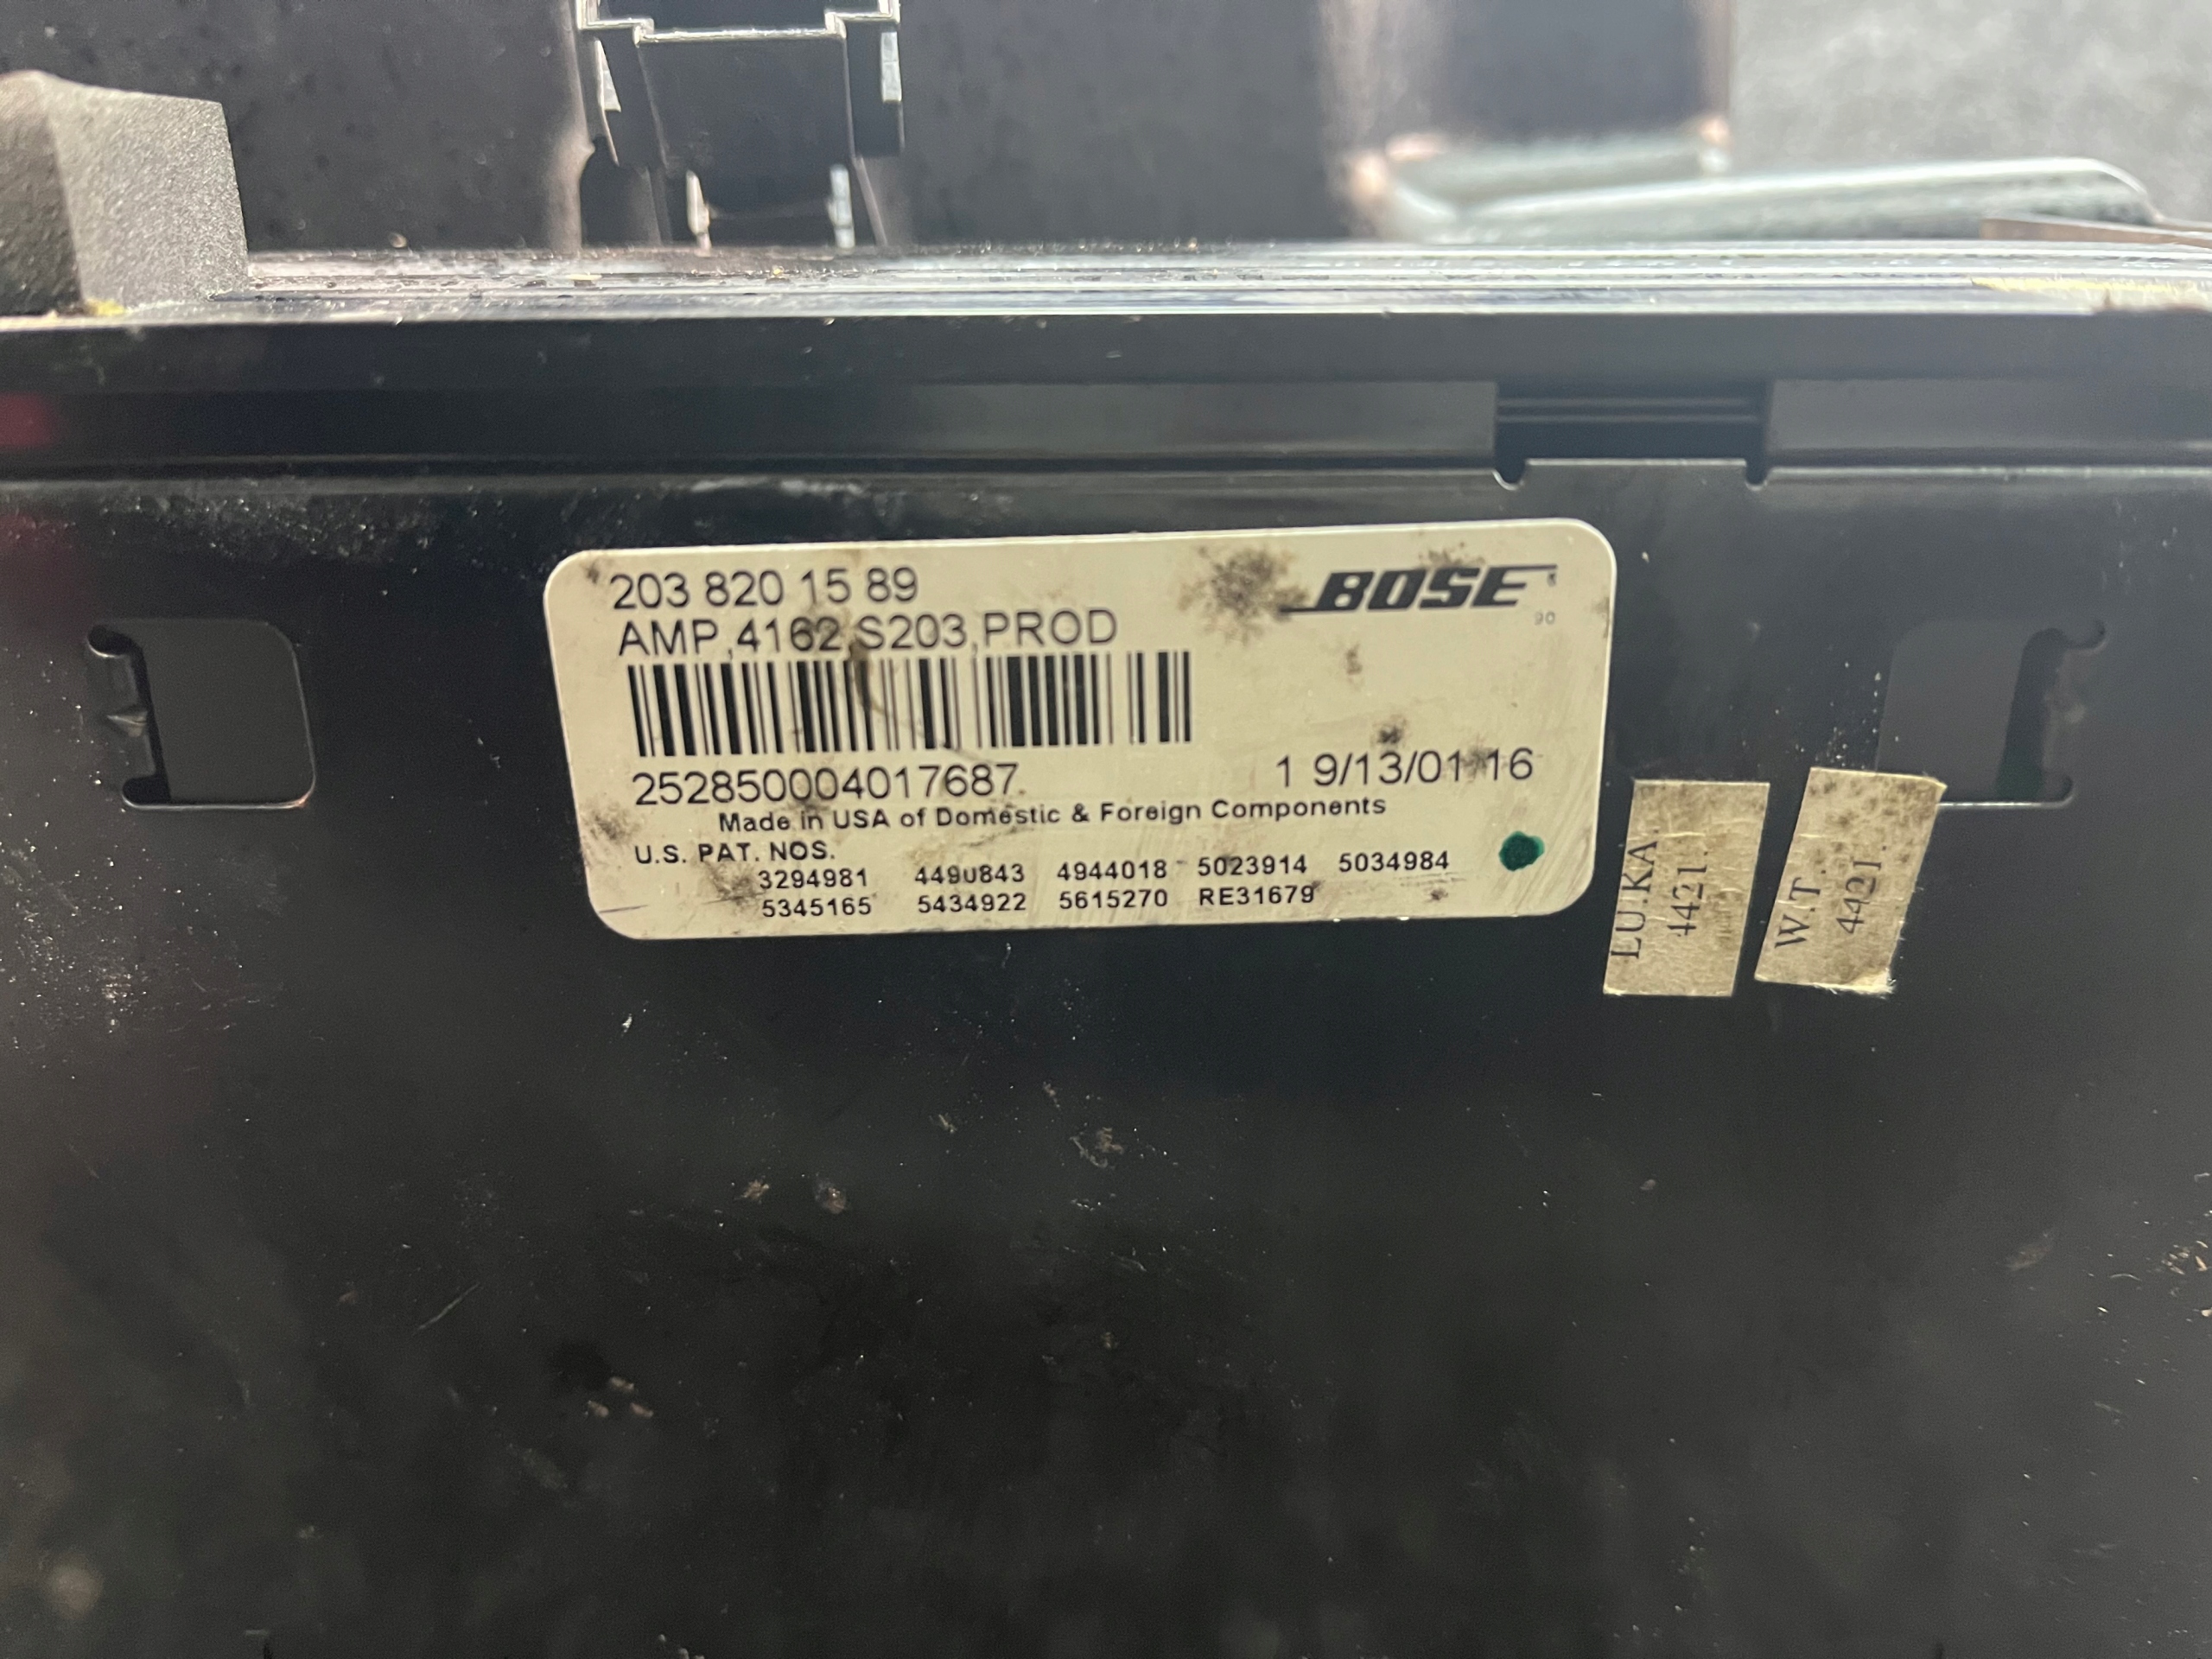 203 820 15 89
BOSE
AMP,4162,S203,PROD
90
252850004017687
1 9/13/01 16
Made in USA of Domestic & Foreign Components
U.S. PAT. NOS.
3294981 4490843 4944018 5023914 5034984
5345165 5434922 5615270 RE31679
LU.KA.
4421.
W.T.
4421.